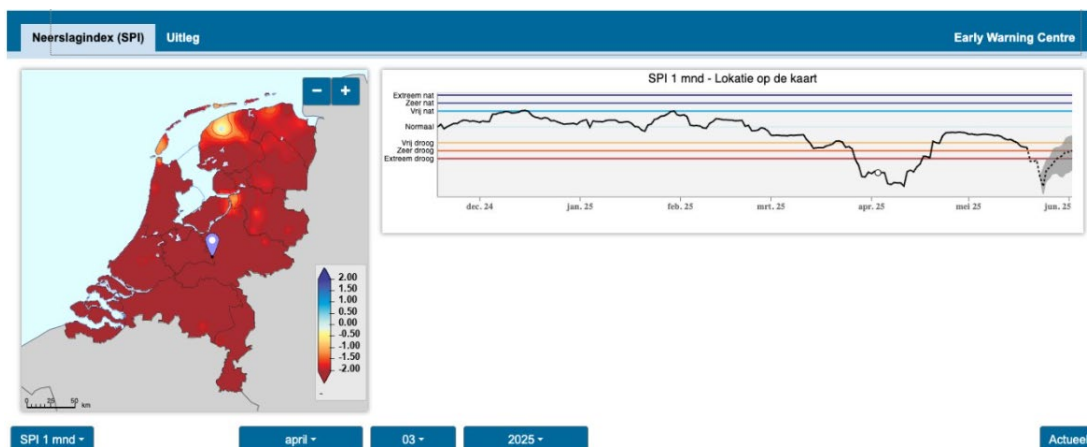 Neerslagindex (SPI) Uitleg Early Warning Centre
− +
2.00
1.50
1.00
0.50
0.00
-0.50
-1.00
-1.50
-2.00
-
0 25 50 km
SPI 1 mnd - Lokatie op de kaart
Extreem nat
Zeer nat
Vrij nat
Normaal
Vrij droog
Zeer droog
Extreem droog
dec. 24 jan. 25 feb. 25 mrt. 25 apr. 25 mei 25 jun. 25
SPI 1 mnd april 03 2025 Actuee